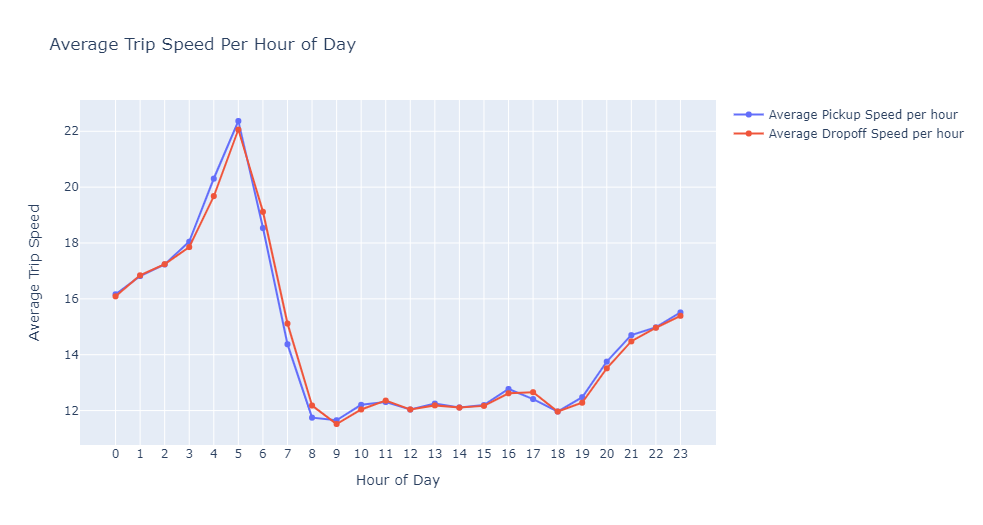 Average Trip Speed Per Hour of Day
Average Pickup Speed per hour
Average Dropoff Speed per hour
Average Trip Speed
22
20
18
16
14
12
0 1 2 3 4 5 6 7 8 9 10 11 12 13 14 15 16 17 18 19 20 21 22 23
Hour of Day